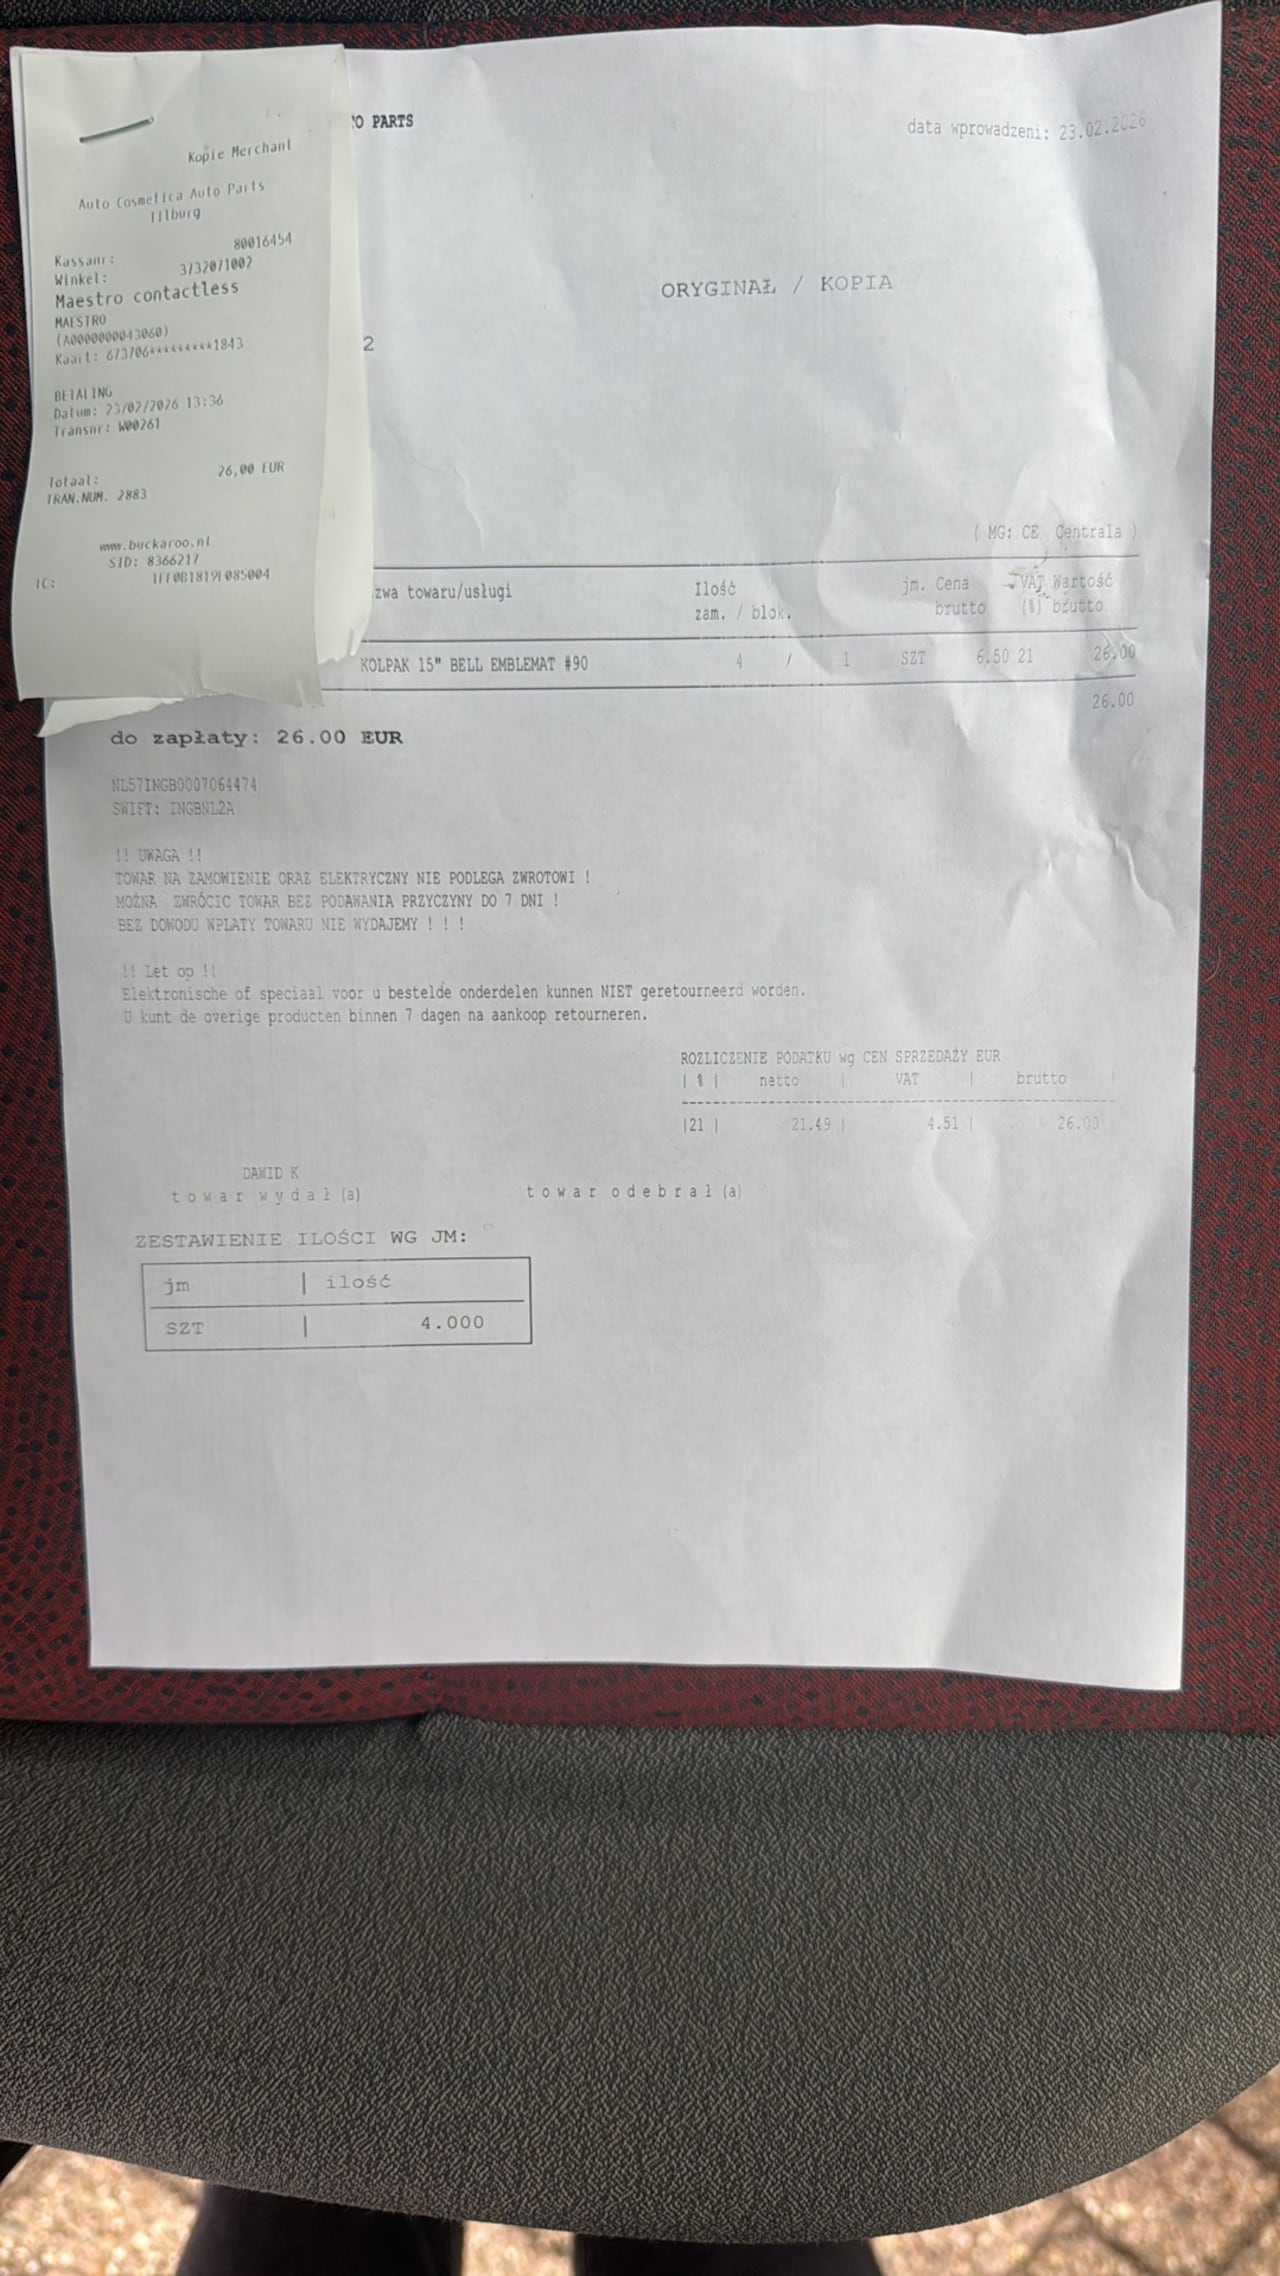 Kopie Merchant
Auto Cosmetica Auto Parts
Tilburg
Kassanr: 80016454
Winkel: 3732071002
Maestro contactless
MAESTRO
(A0000000043060)
Kaart: 673706*********1843
BETALING
Datum: 23/02/2026 13:36
Transnr: W00261
Totaal: 26,00 EUR
TRAN.NUM. 2883
www.buckaroo.nl
SID: 8366217
IC: 1FF0B1819F085004
TO PARTS
data wprowadzeni: 23.02.2026
ORYGINAŁ / KOPIA
2
( MG: CE Centrala )
zwa towaru/usługi Ilość jm. Cena VAT Wartość
zam. / blok. brutto (%) brutto
KOLPAK 15" BELL EMBLEMAT #90 4 / 1 SZT 6.50 21 26.00
26.00
do zapłaty: 26.00 EUR
NL57INGB0007064474
SWIFT: INGBNL2A
!! UWAGA !!
TOWAR NA ZAMOWIENIE ORAZ ELEKTRYCZNY NIE PODLEGA ZWROTOWI !
MOŻNA ZWRÓCIC TOWAR BEZ PODAWANIA PRZYCZYNY DO 7 DNI !
BEZ DOWODU WPLATY TOWARU NIE WYDAJEMY ! ! !
!! Let op !!
Elektronische of speciaal voor u bestelde onderdelen kunnen NIET geretourneerd worden.
U kunt de overige producten binnen 7 dagen na aankoop retourneren.
ROZLICZENIE PODATKU wg CEN SPRZEDAŻY EUR
| % | netto | VAT | brutto |
|21 | 21.49 | 4.51 | 26.00
DAWID K
towar wydał(a) towar odebrał(a)
ZESTAWIENIE ILOŚCI WG JM:
jm | ilość
SZT | 4.000